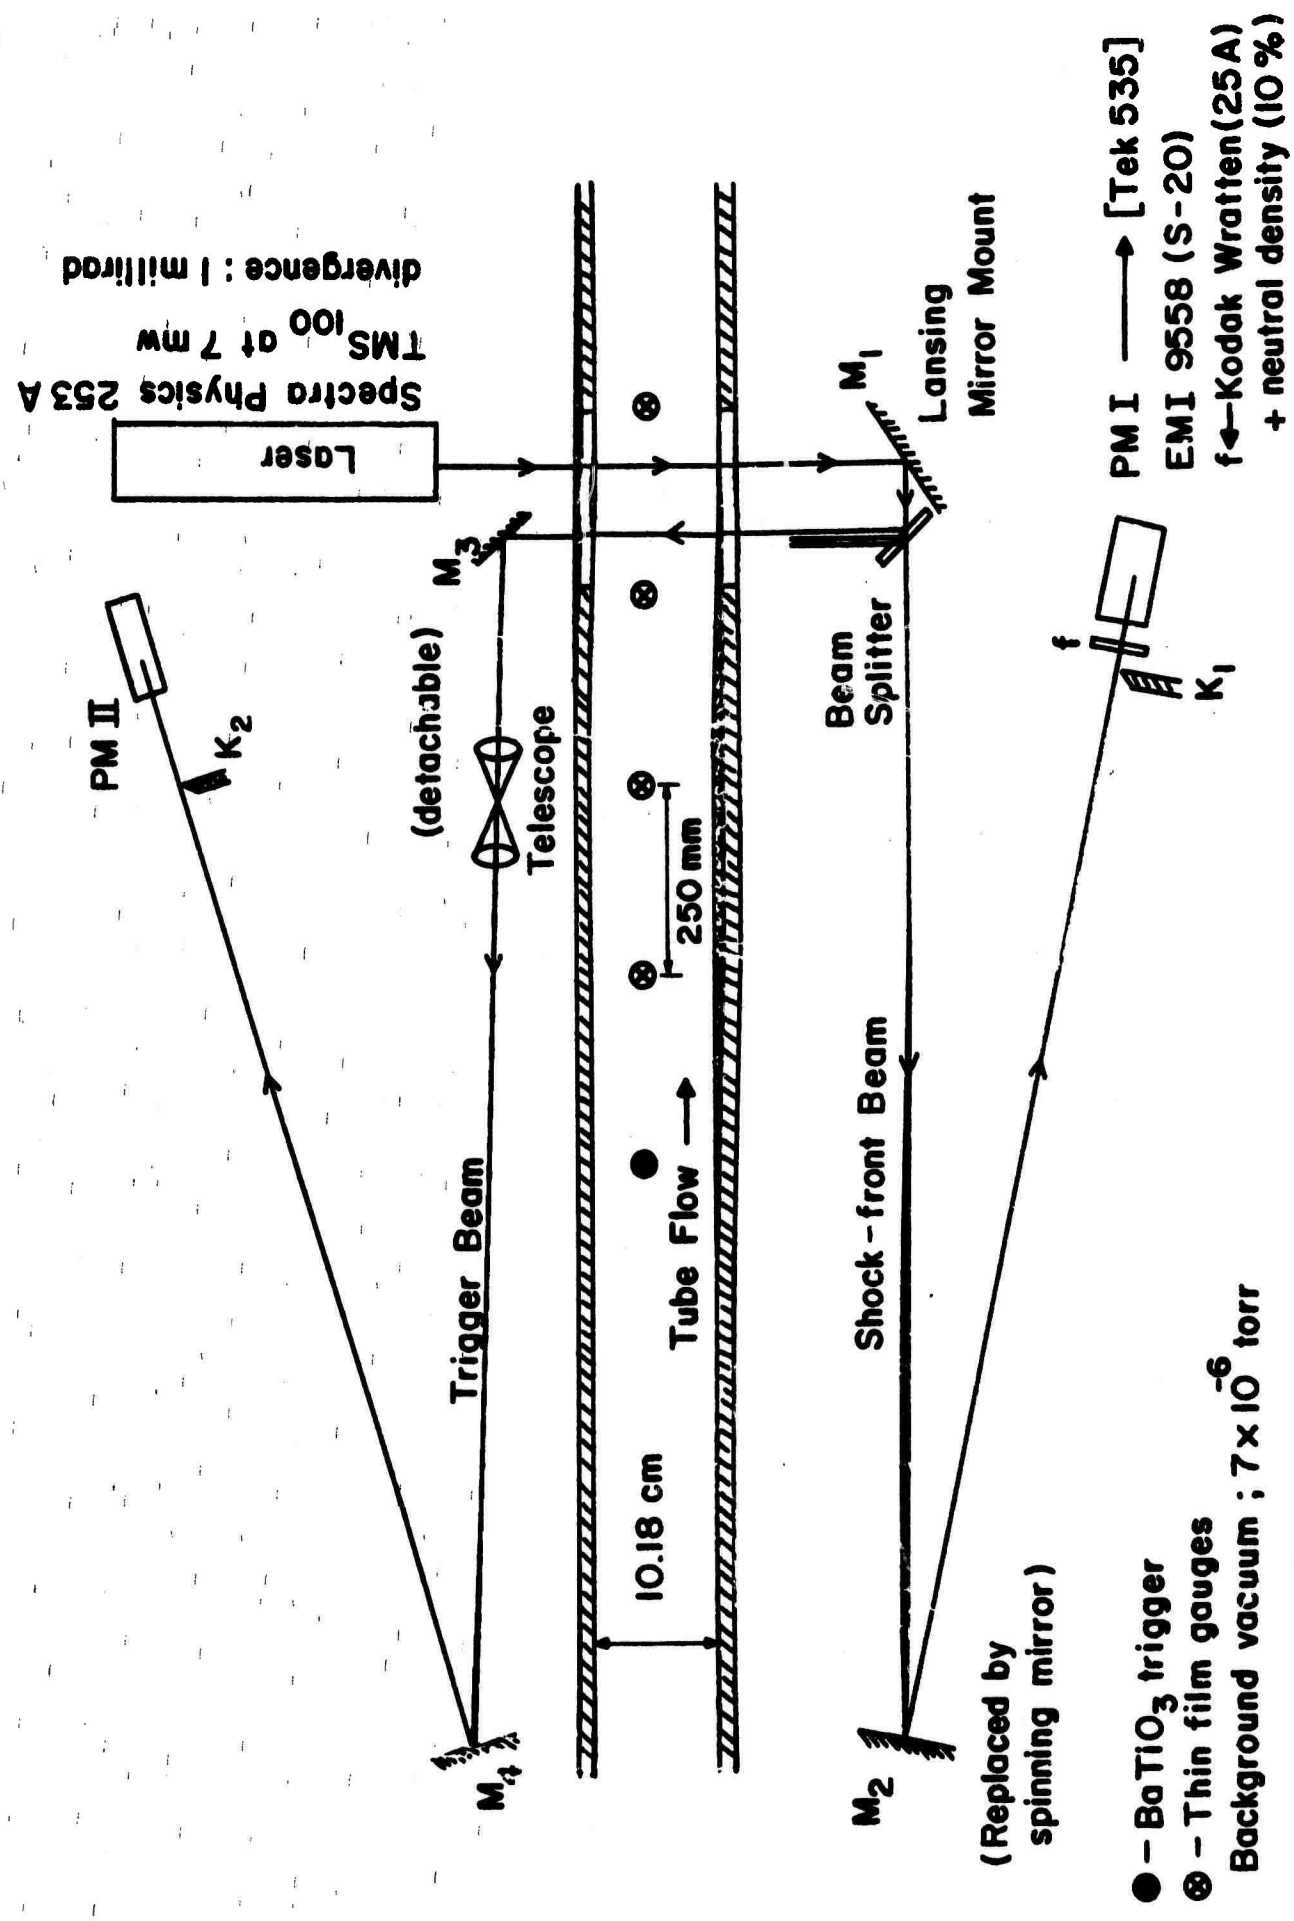 Spectra Physics 253 A
TMS100 at 7 mw
divergence : 1 millirad
Laser
PM II
K2
M3
(detachable)
Telescope
Trigger Beam
M4
250 mm
Tube Flow →
10.18 cm
M1
Lansing
Mirror Mount
Beam
Splitter
Shock-front Beam
M2
(Replaced by
spinning mirror)
f
K1
PM I → [Tek 535]
EMI 9558 (S-20)
f←Kodak Wratten (25A)
+ neutral density (10%)
● – BaTiO3 trigger
⊗ – Thin film gauges
Background vacuum ; 7 x 10^-6 torr